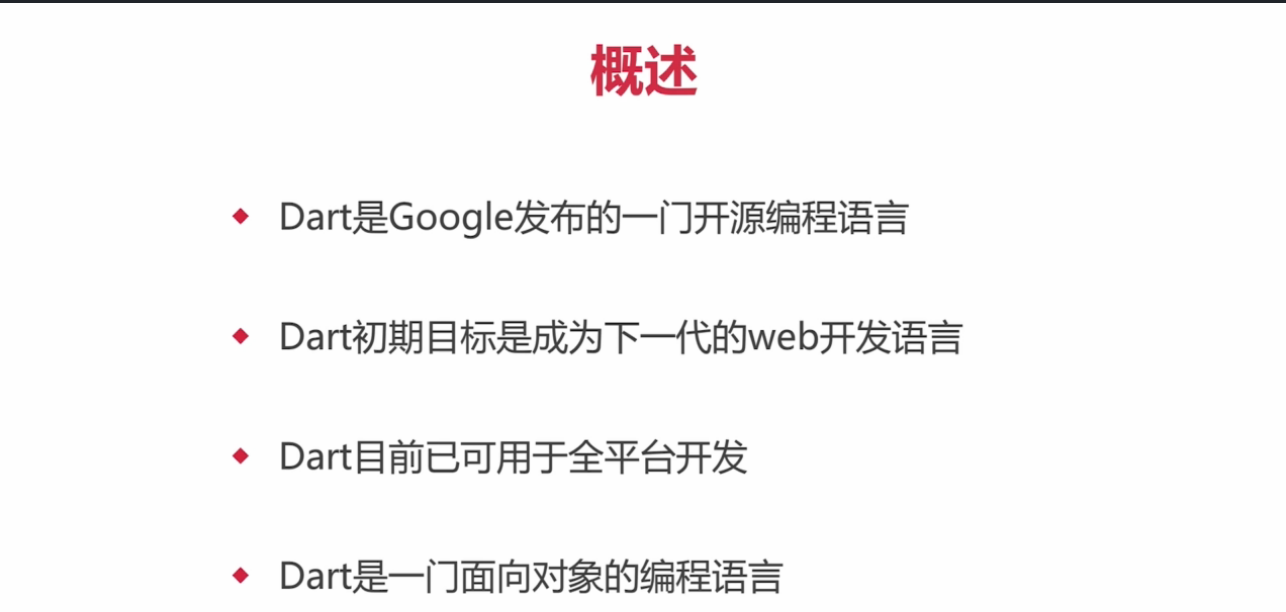 概述
Dart是Google发布的一门开源编程语言
Dart初期目标是成为下一代的web开发语言
Dart目前已可用于全平台开发
Dart是一门面向对象的编程语言